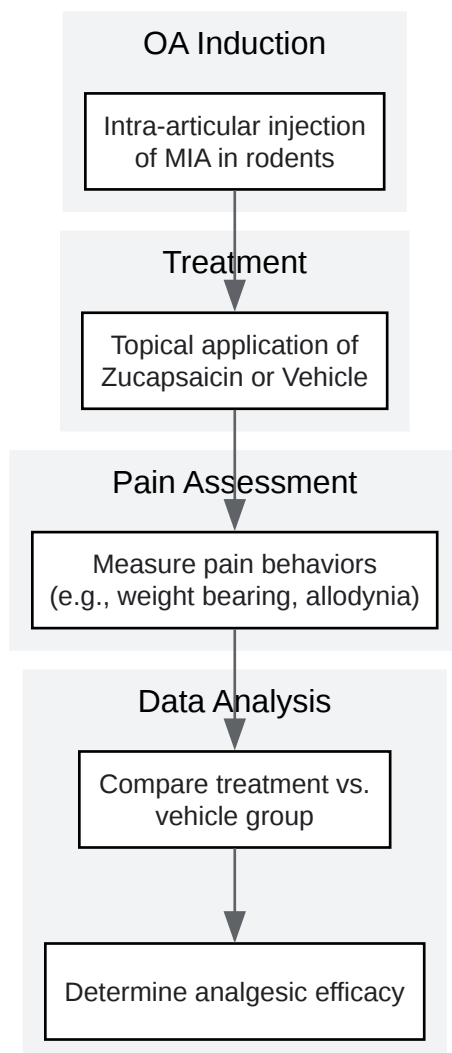 OA Induction
Intra-articular injection
of MIA in rodents
Treatment
Topical application of
Zucapsaicin or Vehicle
Pain Assessment
Measure pain behaviors
(e.g., weight bearing, allodynia)
Data Analysis
Compare treatment vs.
vehicle group
Determine analgesic efficacy